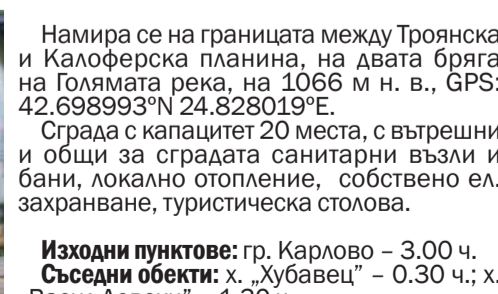 Намира се на границата между Троянска
и Калоферска планина, на двата бряга
на Голямата река, на 1066 м н. в., GPS:
42.698993ºN 24.828019ºE.
Сграда с капацитет 20 места, с вътрешни
и общи за сградата санитарни възли и
бани, локално отопление, собствено ел.
захранване, туристическа столова.
Изходни пунктове: гр. Карлово – 3.00 ч.
Съседни обекти: х. „Хубавец” – 0.30 ч.; х.